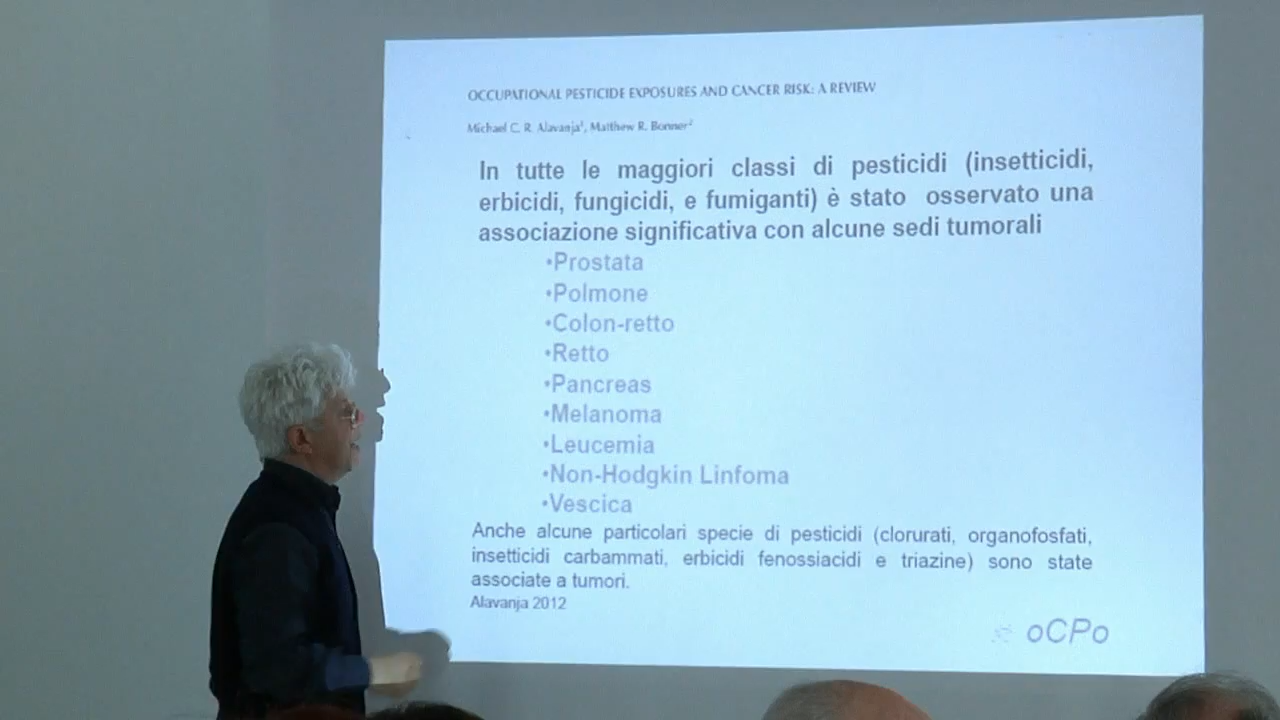 OCCUPATIONAL PESTICIDE EXPOSURES AND CANCER RISK: A REVIEW
Michael C. R. Alavanja¹, Matthew R. Bonner²
In tutte le maggiori classi di pesticidi (insetticidi,
erbicidi, fungicidi, e fumiganti) è stato osservato una
associazione significativa con alcune sedi tumorali
•Prostata
•Polmone
•Colon-retto
•Retto
•Pancreas
•Melanoma
•Leucemia
•Non-Hodgkin Linfoma
•Vescica
Anche alcune particolari specie di pesticidi (clorurati, organofosfati,
insetticidi carbammati, erbicidi fenossiacidi e triazine) sono state
associate a tumori.
Alavanja 2012
oCPo